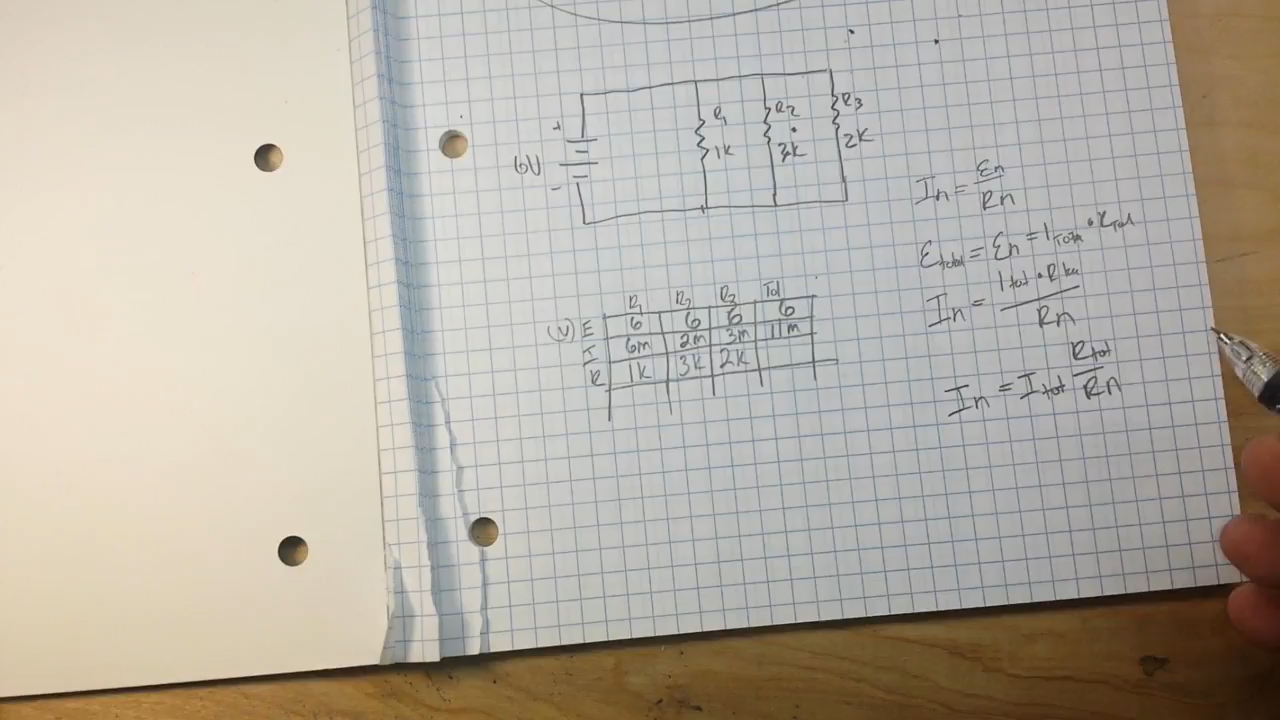 R1 R2 R3
1K 3K 2K
+
6V
-
In = En/Rn
Etotal = En = Itotal • Rtotal
In = Itot • Rtotal / Rn
In = Itot Rtot/Rn
R1 R2 R3 Tot
(V) E 6 6 6 6
I 6m 2m 3m 11m
R 1K 3K 2K